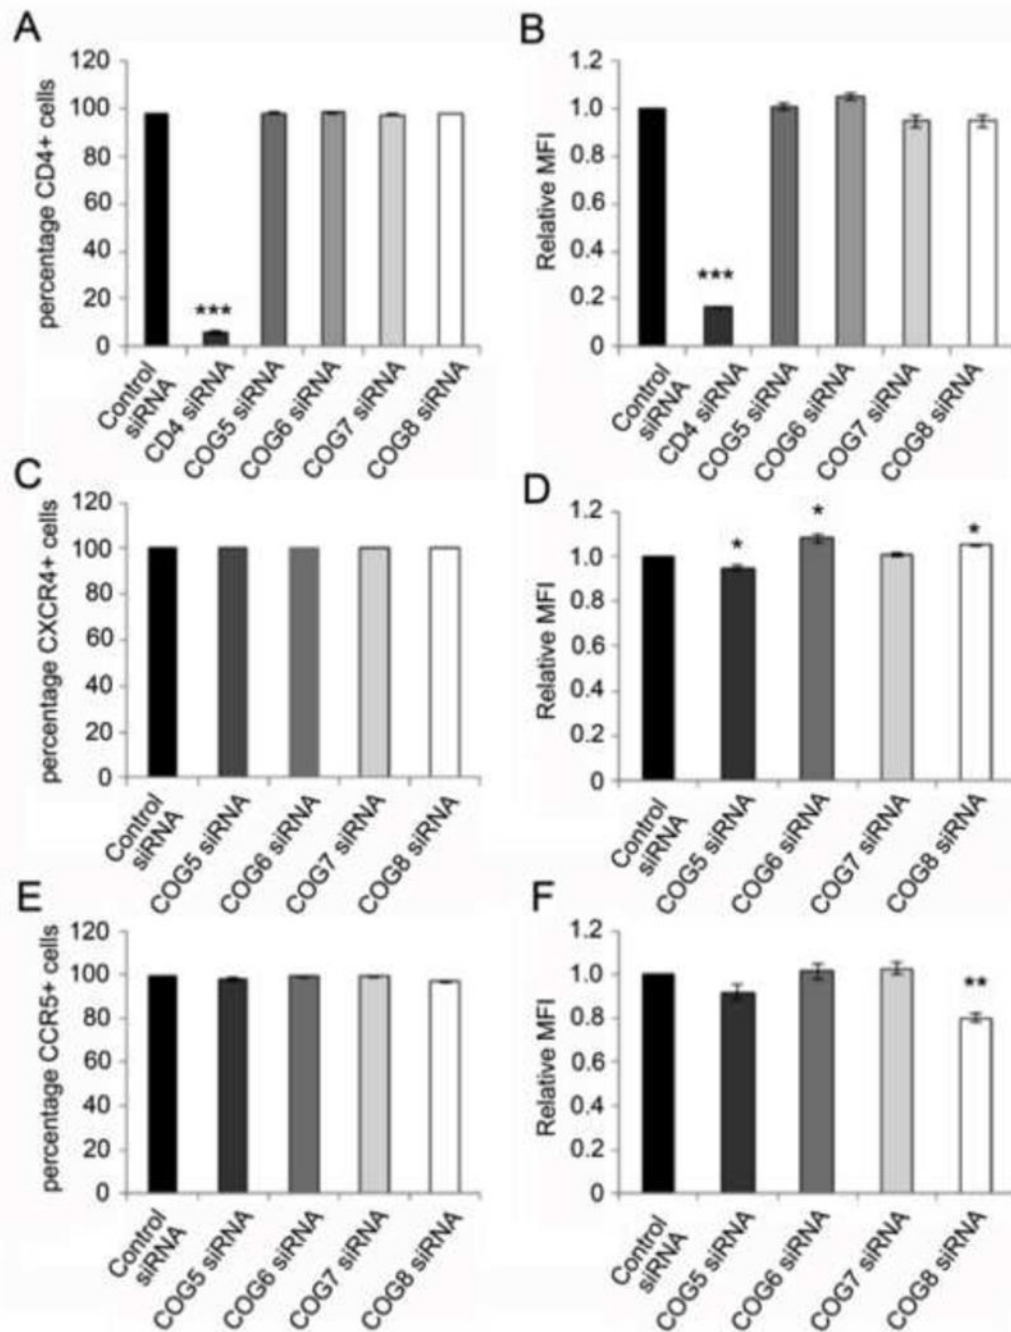 A
percentage CD4+ cells
120
100
80
60
40
20
0
***
Control
siRNA
CD4 siRNA
COG5 siRNA
COG6 siRNA
COG7 siRNA
COG8 siRNA
B
Relative MFI
1.2
1.0
0.8
0.6
0.4
0.2
0
***
Control
siRNA
CD4 siRNA
COG5 siRNA
COG6 siRNA
COG7 siRNA
COG8 siRNA
C
percentage CXCR4+ cells
120
100
80
60
40
20
0
Control
siRNA
COG5 siRNA
COG6 siRNA
COG7 siRNA
COG8 siRNA
D
Relative MFI
1.2
1.0
0.8
0.6
0.4
0.2
0
*
*
*
Control
siRNA
COG5 siRNA
COG6 siRNA
COG7 siRNA
COG8 siRNA
E
percentage CCR5+ cells
120
100
80
60
40
20
0
Control
siRNA
COG5 siRNA
COG6 siRNA
COG7 siRNA
COG8 siRNA
F
Relative MFI
1.2
1.0
0.8
0.6
0.4
0.2
0
**
Control
siRNA
COG5 siRNA
COG6 siRNA
COG7 siRNA
COG8 siRNA